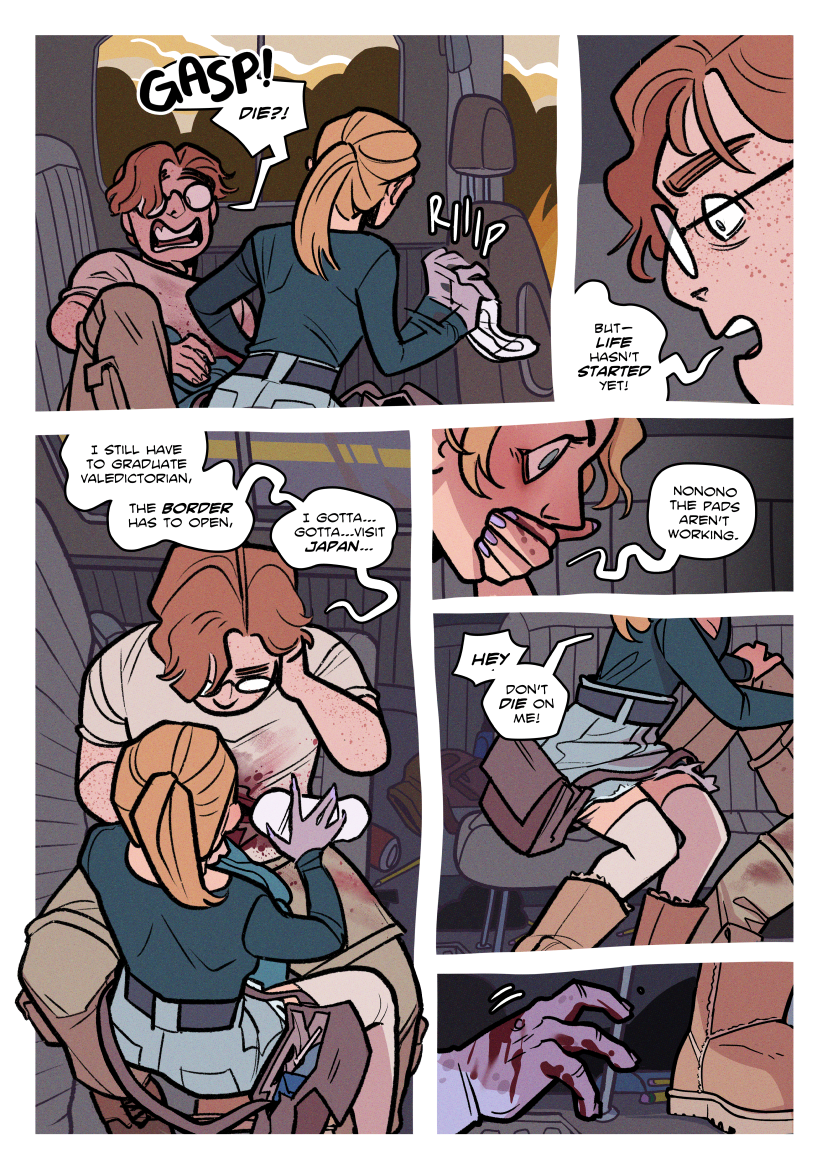 GASP!
DIE?!
RIIIP
BUT—
LIFE
HASN'T
STARTED
YET!
I STILL HAVE
TO GRADUATE
VALEDICTORIAN,
THE BORDER
HAS TO OPEN,
I GOTTA...
GOTTA...VISIT
JAPAN...
NONONO
THE PADS
AREN'T
WORKING.
HEY
DON'T
DIE ON
ME!